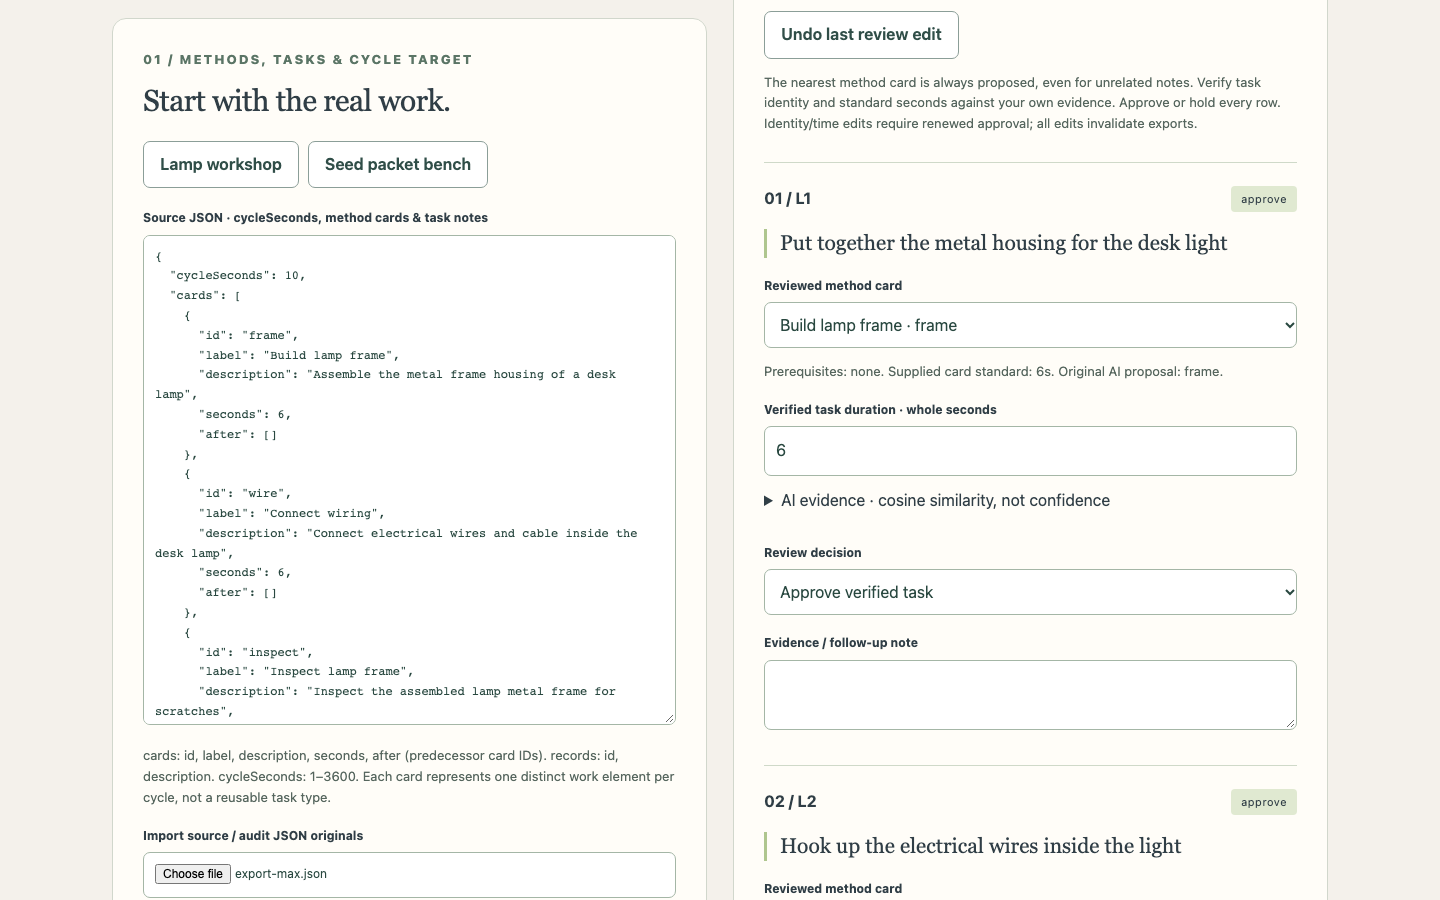 01 / METHODS, TASKS & CYCLE TARGET
Start with the real work.
Lamp workshop
Seed packet bench
Source JSON · cycleSeconds, method cards & task notes
{
"cycleSeconds": 10,
"cards": [
{
"id": "frame",
"label": "Build lamp frame",
"description": "Assemble the metal frame housing of a desk
lamp",
"seconds": 6,
"after": []
},
{
"id": "wire",
"label": "Connect wiring",
"description": "Connect electrical wires and cable inside the
desk lamp",
"seconds": 6,
"after": []
},
{
"id": "inspect",
"label": "Inspect lamp frame",
"description": "Inspect the assembled lamp metal frame for
scratches",
cards: id, label, description, seconds, after (predecessor card IDs). records: id,
description. cycleSeconds: 1–3600. Each card represents one distinct work element per
cycle, not a reusable task type.
Import source / audit JSON originals
Choose file export-max.json
Undo last review edit
The nearest method card is always proposed, even for unrelated notes. Verify task
identity and standard seconds against your own evidence. Approve or hold every row.
Identity/time edits require renewed approval; all edits invalidate exports.
01 / L1
approve
Put together the metal housing for the desk light
Reviewed method card
Build lamp frame · frame
Prerequisites: none. Supplied card standard: 6s. Original AI proposal: frame.
Verified task duration · whole seconds
6
AI evidence · cosine similarity, not confidence
Review decision
Approve verified task
Evidence / follow-up note
02 / L2
approve
Hook up the electrical wires inside the light
Reviewed method card